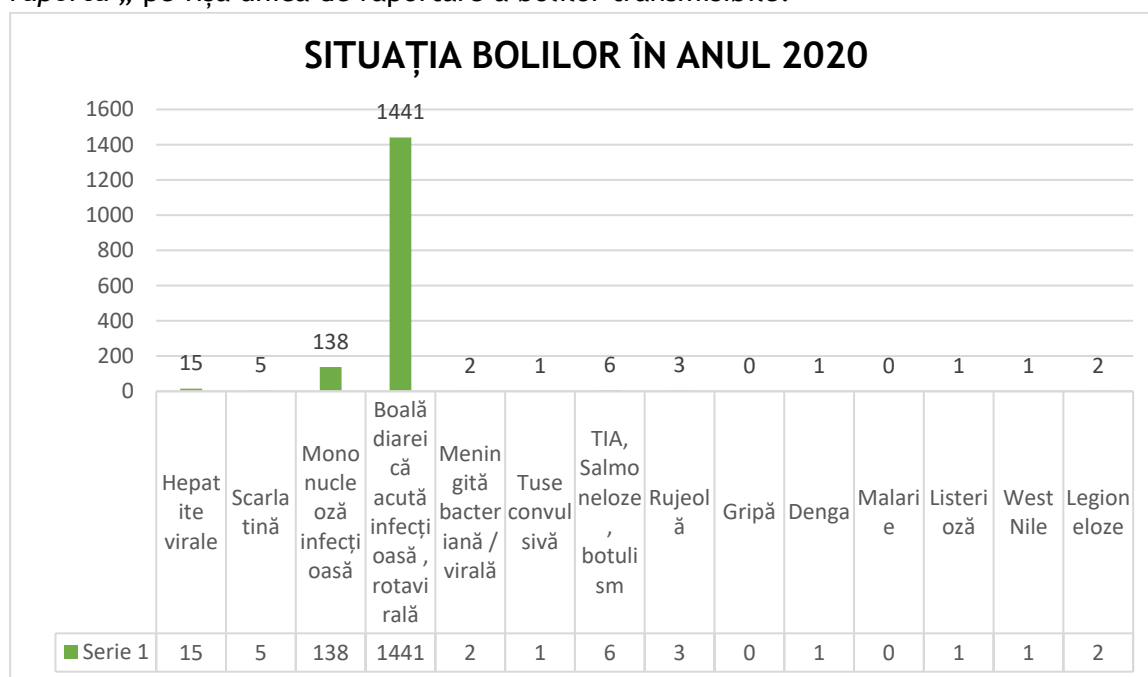 raportă „ pe fișa unică de raportare a bolilor transmisibile.
SITUAȚIA BOLILOR ÎN ANUL 2020
1600
1400
1200
1000
800
600
400
200
0
15
5
138
1441
2
1
6
3
0
1
0
1
1
2
Hepat
ite
virale
Scarla
tină
Mono
nucle
oză
infecți
oasă
Boală
diarei
că
acută
infecți
oasă ,
rotavi
rală
Menin
gită
bacter
iană /
virală
Tuse
convul
sivă
TIA,
Salmo
neloze
,
botuli
sm
Rujeol
ă
Gripă
Denga
Malari
e
Listeri
oză
West
Nile
Legion
eloze
Serie 1 15 5 138 1441 2 1 6 3 0 1 0 1 1 2